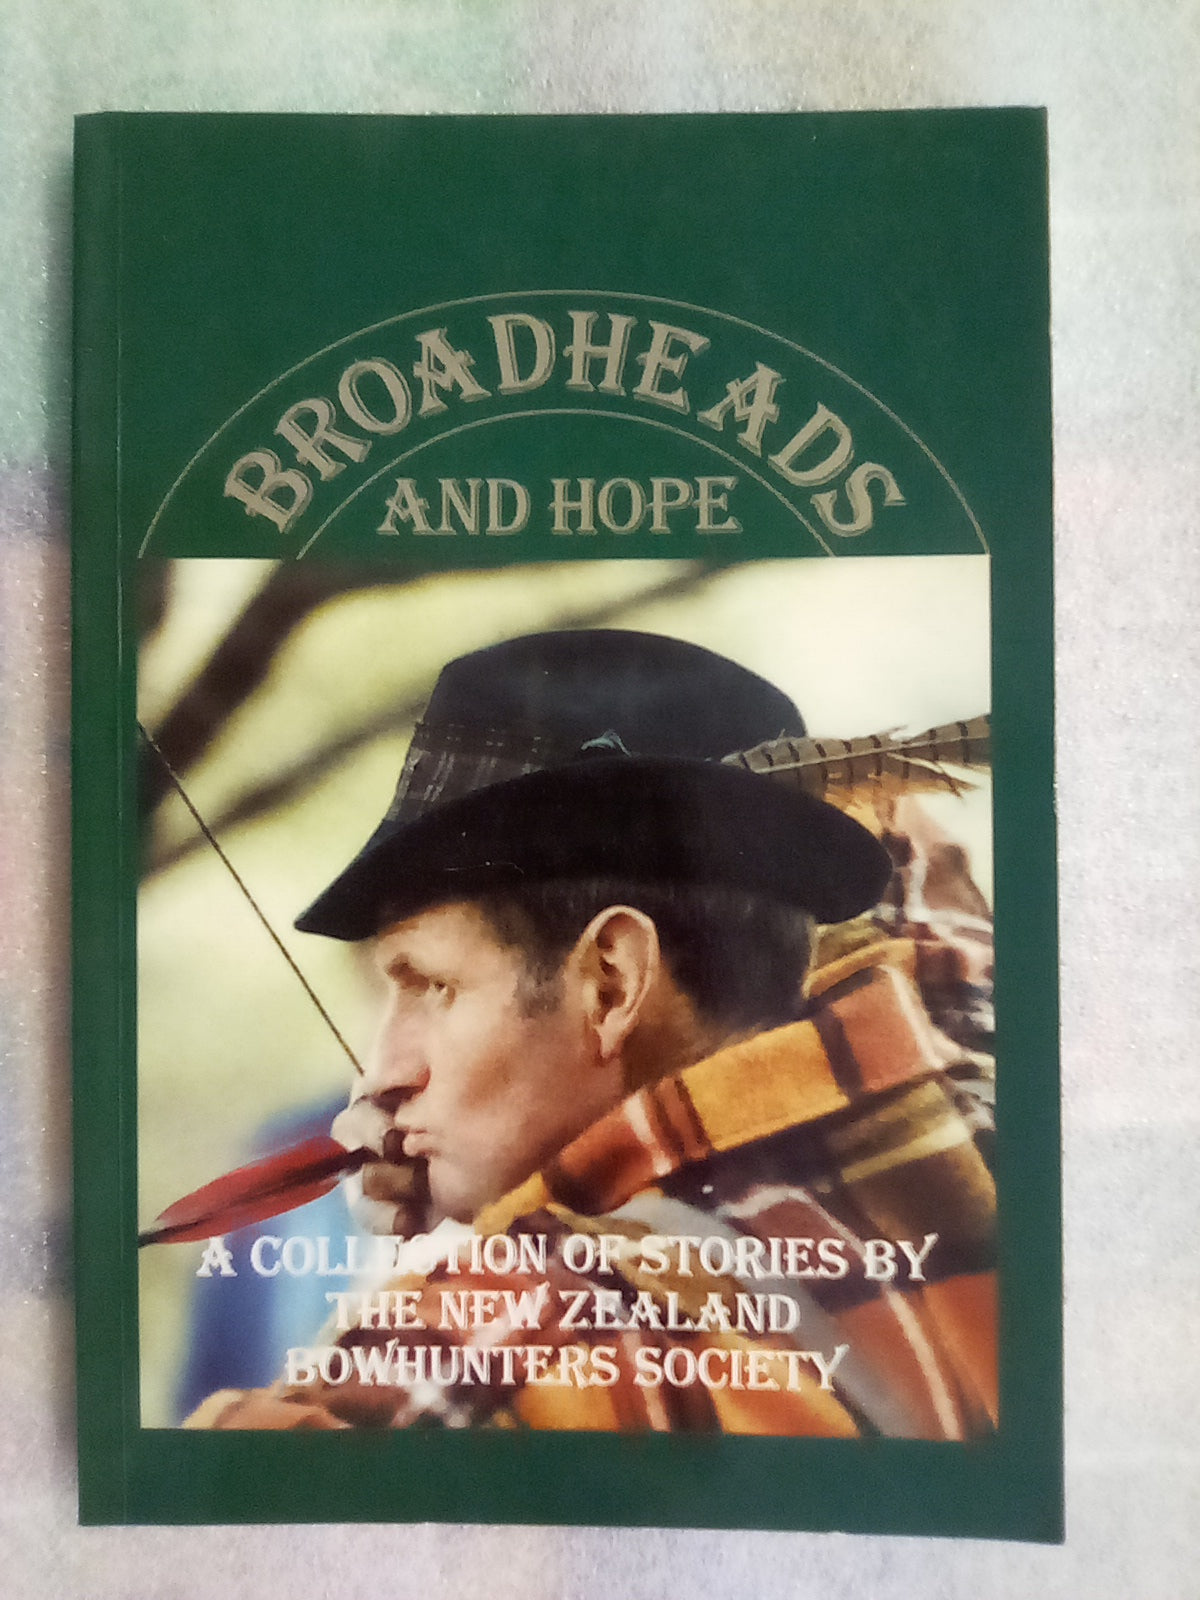 BROADHEADS
AND HOPE
A COLLECTION OF STORIES BY
THE NEW ZEALAND
BOWHUNTERS SOCIETY